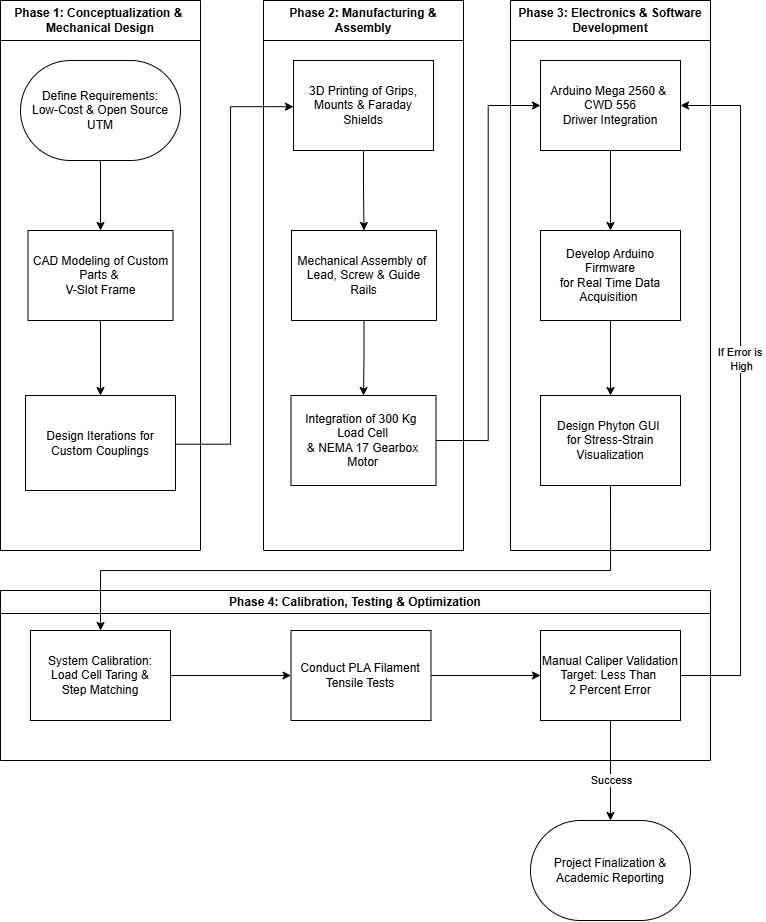 Phase 1: Conceptualization &
Mechanical Design
Define Requirements:
Low-Cost & Open Source
UTM
CAD Modeling of Custom
Parts &
V-Slot Frame
Design Iterations for
Custom Couplings
Phase 2: Manufacturing &
Assembly
3D Printing of Grips,
Mounts & Faraday
Shields
Mechanical Assembly of
Lead, Screw & Guide
Rails
Integration of 300 Kg
Load Cell
& NEMA 17 Gearbox
Motor
Phase 3: Electronics & Software
Development
Arduino Mega 2560 &
CWD 556
Driwer Integration
Develop Arduino
Firmware
for Real Time Data
Acquisition
Design Phyton GUI
for Stress-Strain
Visualization
If Error is
High
Phase 4: Calibration, Testing & Optimization
System Calibration:
Load Cell Taring &
Step Matching
Conduct PLA Filament
Tensile Tests
Manual Caliper Validation
Target: Less Than
2 Percent Error
Success
Project Finalization &
Academic Reporting